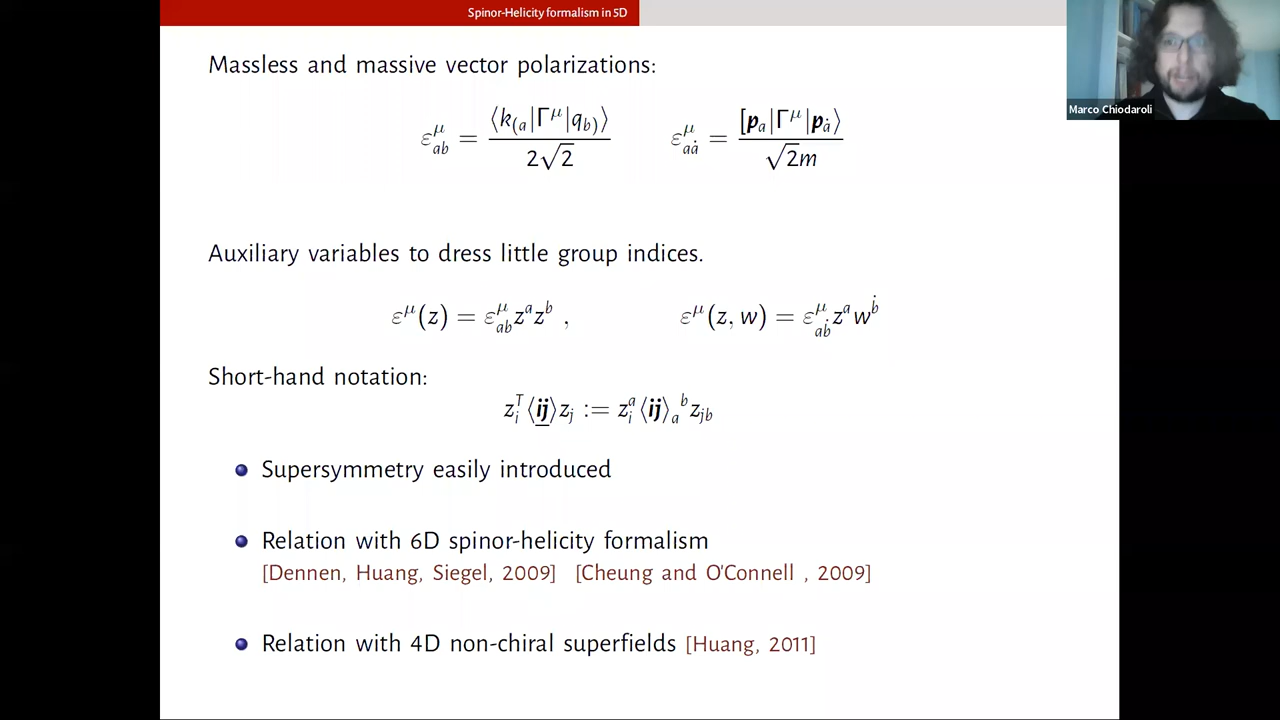 Spinor-Helicity formalism in 5D
Marco Chiodaroli
Massless and massive vector polarizations:
ε^μ_{ab} = ⟨k_{(a}|Γ^μ|q_{b)}⟩ / 2√2    ε^μ_{aȧ} = [p_a|Γ^μ|p_ȧ⟩ / √2m
Auxiliary variables to dress little group indices.
ε^μ(z) = ε^μ_{ab} z^a z^b ,    ε^μ(z, w) = ε^μ_{aḃ} z^a w^ḃ
Short-hand notation:
z_i^T ⟨i̲j̲⟩ z_j := z_i^a ⟨ij⟩_a^b z_{jb}
Supersymmetry easily introduced
Relation with 6D spinor-helicity formalism
[Dennen, Huang, Siegel, 2009] [Cheung and O'Connell , 2009]
Relation with 4D non-chiral superfields [Huang, 2011]